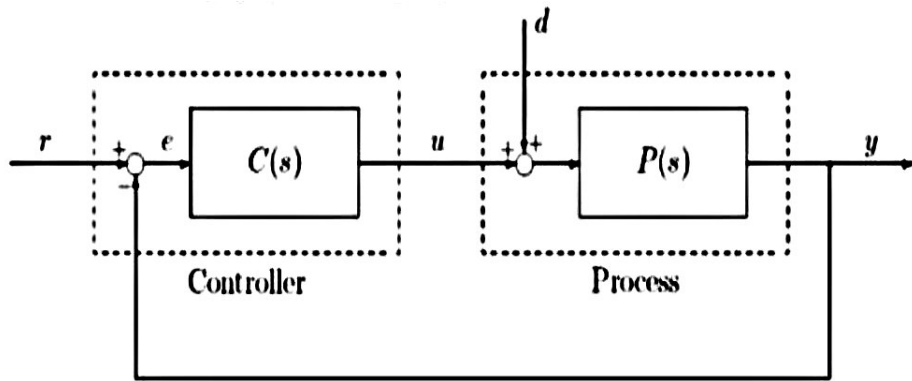 d
r + e C(s) u + + P(s) y
-
Controller Process